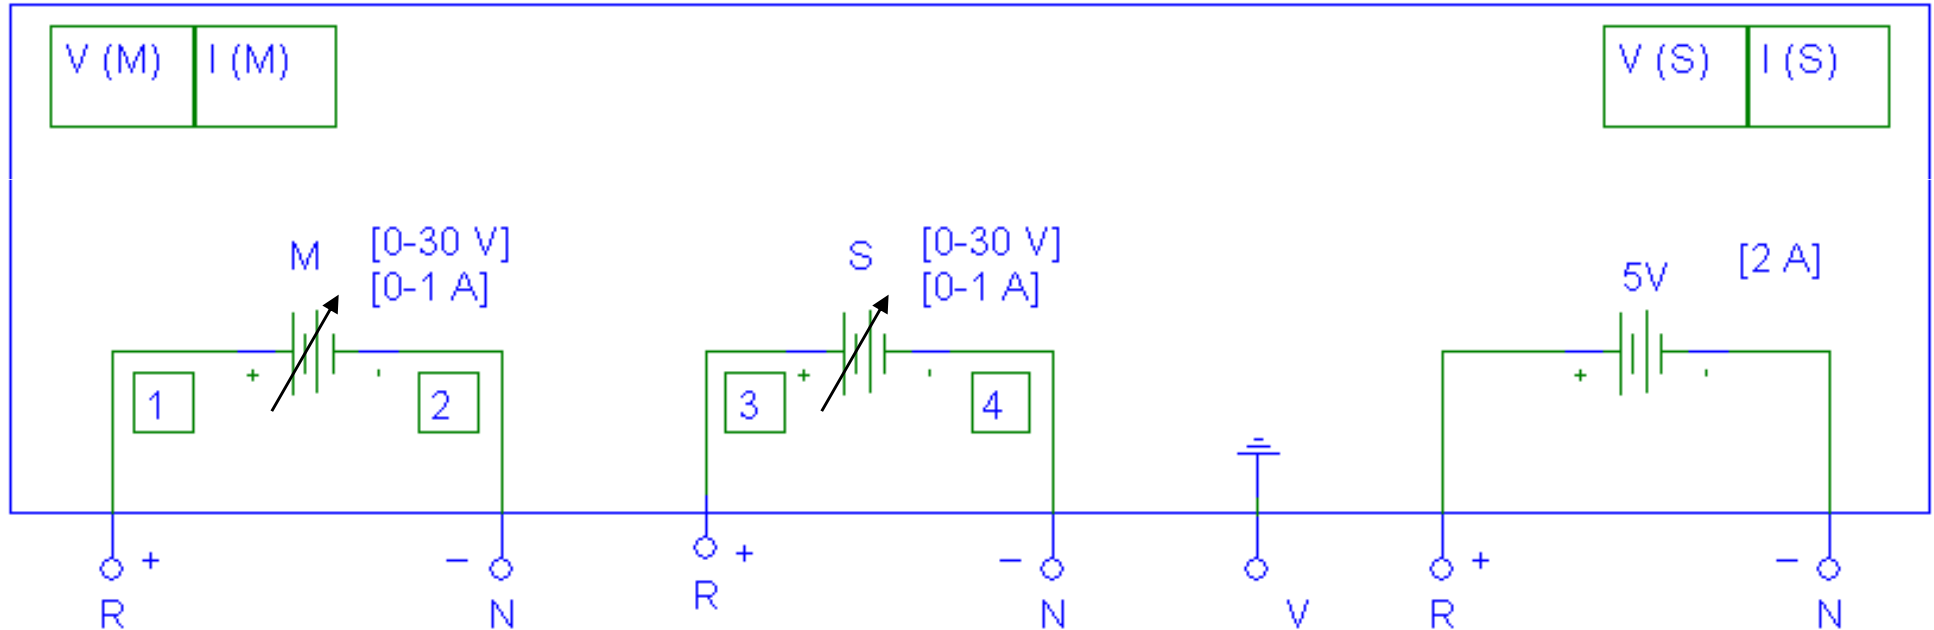 V (M) I (M) V (S) I (S)
M [0-30 V] S [0-30 V] [2 A]
[0-1 A] [0-1 A] 5V
+ - + - + -
1 2 3 4
+ − + − + −
R N R N V R N